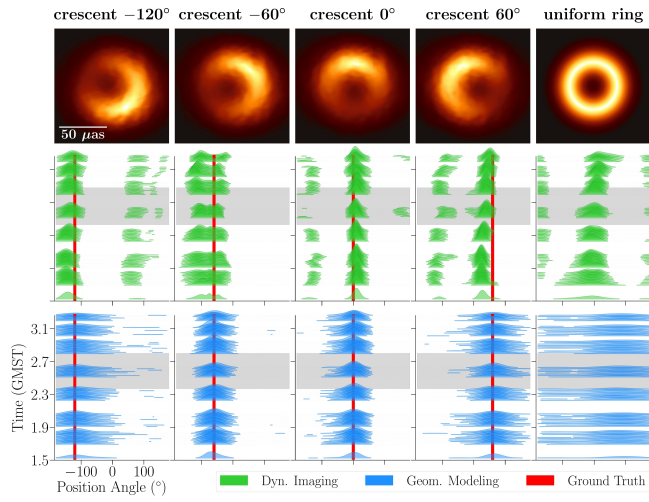 crescent −120° crescent −60° crescent 0° crescent 60° uniform ring
50 μas
3.1
2.7
2.3
1.9
1.5
Time (GMST)
−100 0 100
Position Angle (°)
Dyn. Imaging Geom. Modeling Ground Truth